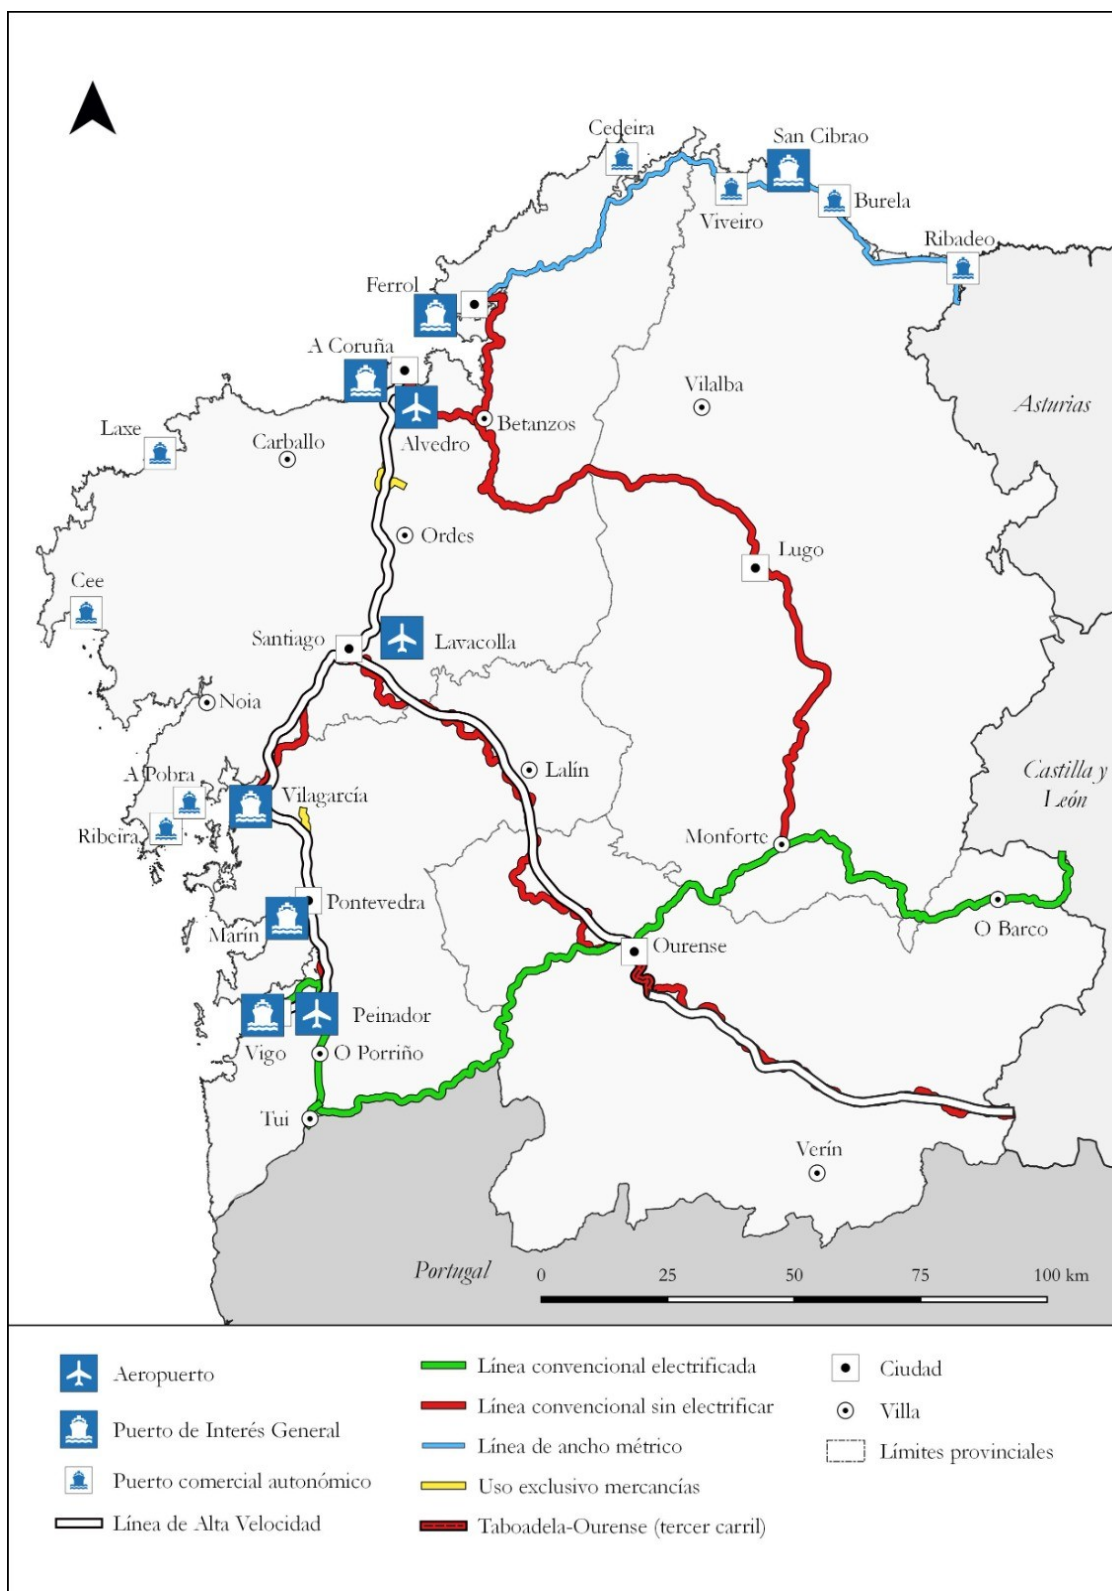 Cedeira
San Cibrao
Viveiro
Burela
Ribadeo
Ferrol
A Coruña
Vilalba
Asturias
Laxe
Carballo
Alvedro
Betanzos
Ordes
Lugo
Cee
Santiago
Lavacolla
Noia
A Pobra
Vilagarcía
Lalín
Castilla y
León
Ribeira
Monforte
Pontevedra
O Barco
Marín
Ourense
Vigo
Peinador
O Porriño
Tui
Verín
Portugal
0 25 50 75 100 km
Aeropuerto
Puerto de Interés General
Puerto comercial autonómico
Línea de Alta Velocidad
Línea convencional electrificada
Línea convencional sin electrificar
Línea de ancho métrico
Uso exclusivo mercancías
Taboadela-Ourense (tercer carril)
Ciudad
Villa
Límites provinciales